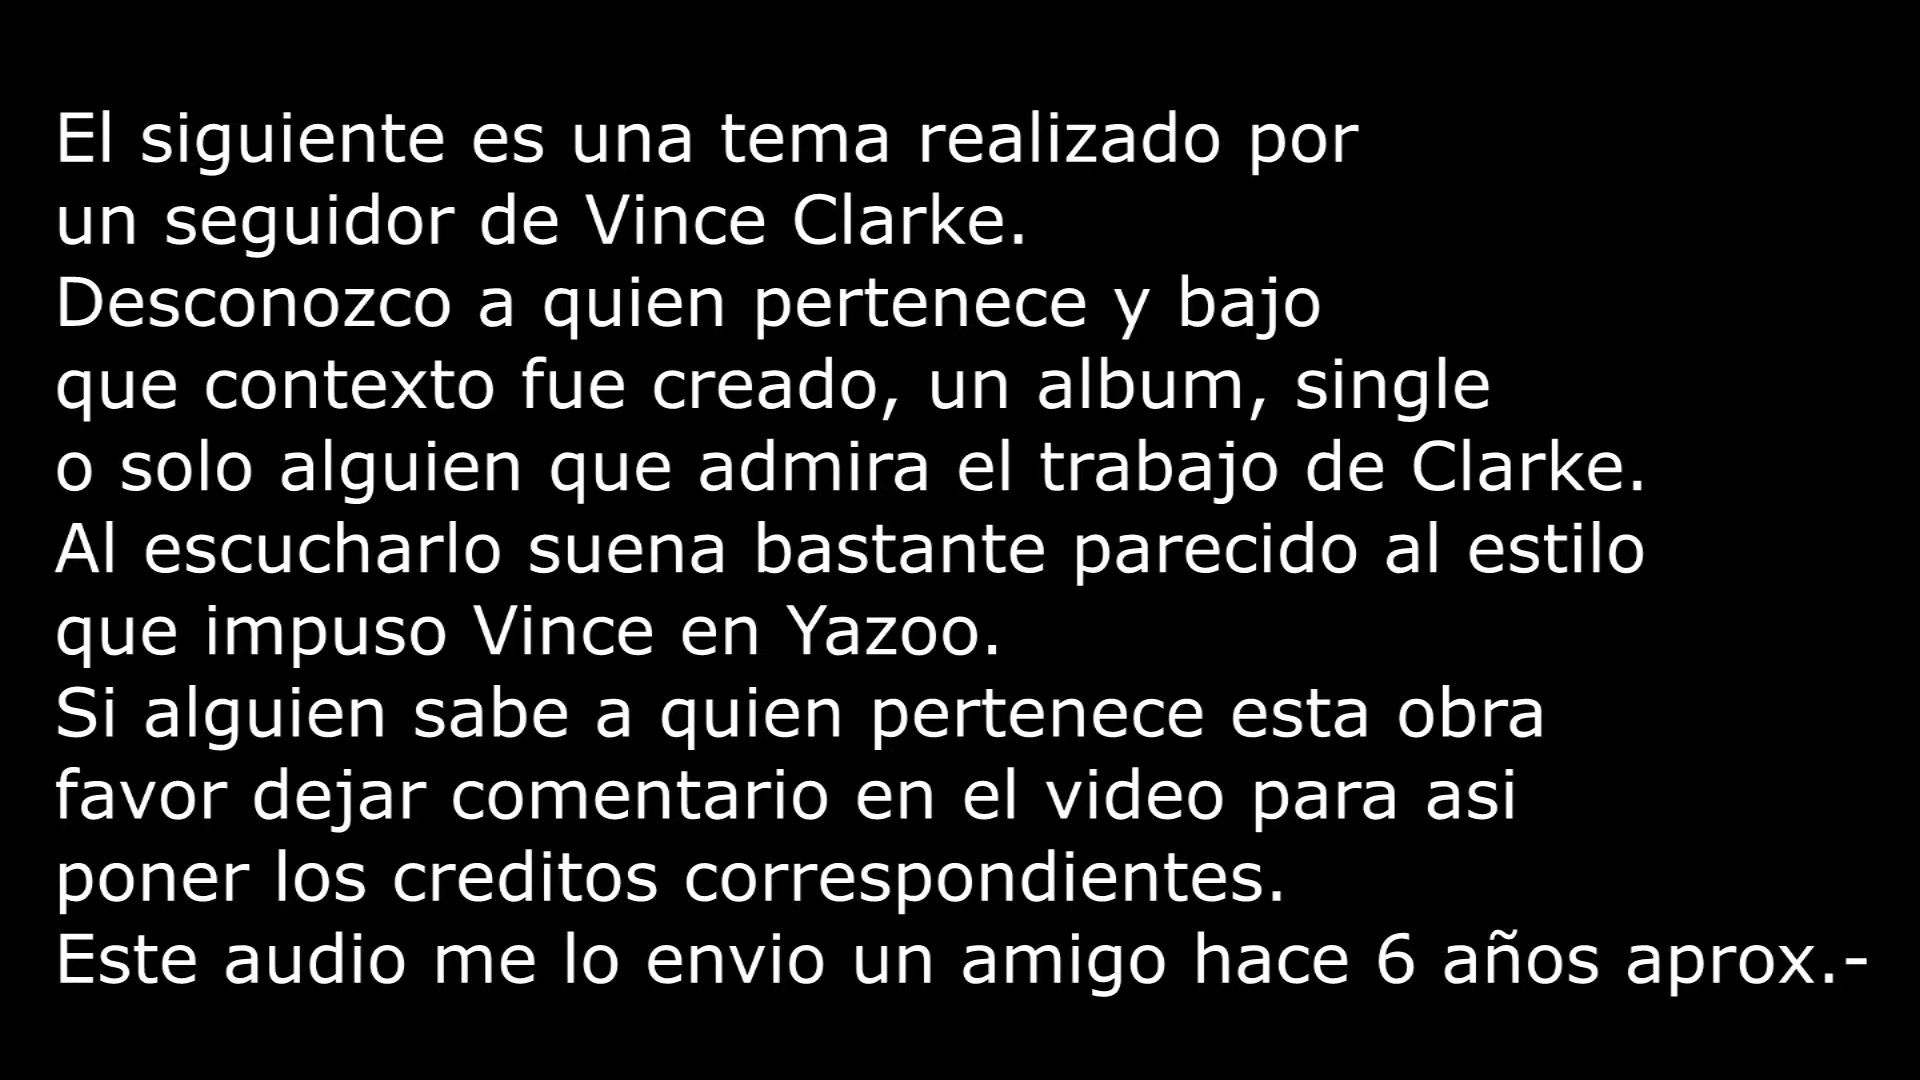 El siguiente es una tema realizado por
un seguidor de Vince Clarke.
Desconozco a quien pertenece y bajo
que contexto fue creado, un album, single
o solo alguien que admira el trabajo de Clarke.
Al escucharlo suena bastante parecido al estilo
que impuso Vince en Yazoo.
Si alguien sabe a quien pertenece esta obra
favor dejar comentario en el video para asi
poner los creditos correspondientes.
Este audio me lo envio un amigo hace 6 años aprox.-